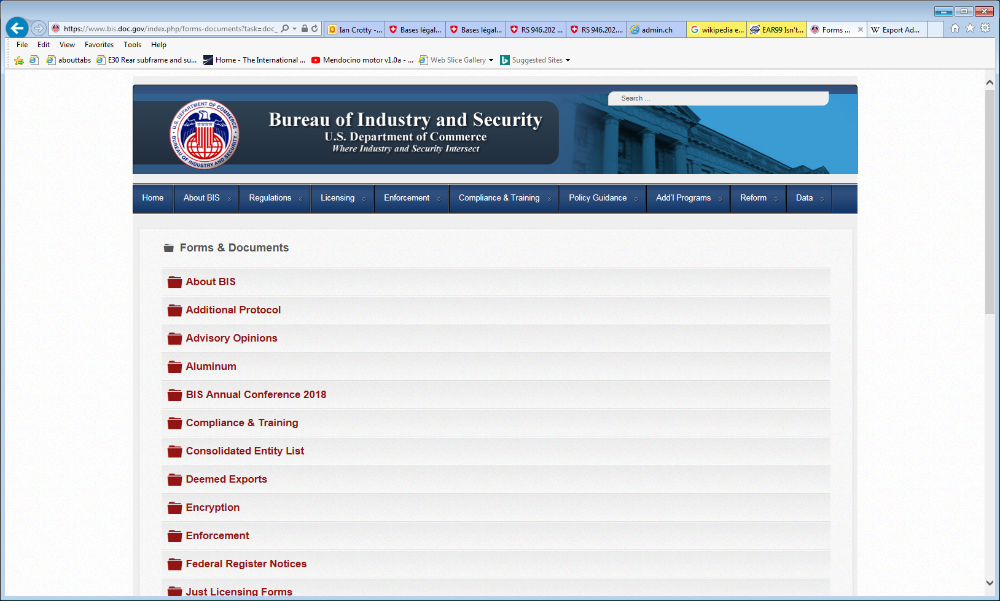 https://www.bis.doc.gov/index.php/forms-documents?task=doc_
Ian Crotty -...
Bases légal...
Bases légal...
RS 946.202 ...
RS 946.202....
admin.ch
wikipedia e...
EAR99 Isn't...
Forms ...
W Export Ad...
File Edit View Favorites Tools Help
abouttabs
E30 Rear subframe and su...
Home - The International ...
Mendocino motor v1.0a - ...
Web Slice Gallery
Suggested Sites
Search ...
U.S. DEPARTMENT OF COMMERCE
BUREAU OF INDUSTRY AND SECURITY
Bureau of Industry and Security
U.S. Department of Commerce
Where Industry and Security Intersect
Home
About BIS
Regulations
Licensing
Enforcement
Compliance & Training
Policy Guidance
Add'l Programs
Reform
Data
Forms & Documents
About BIS
Additional Protocol
Advisory Opinions
Aluminum
BIS Annual Conference 2018
Compliance & Training
Consolidated Entity List
Deemed Exports
Encryption
Enforcement
Federal Register Notices
Just Licensing Forms